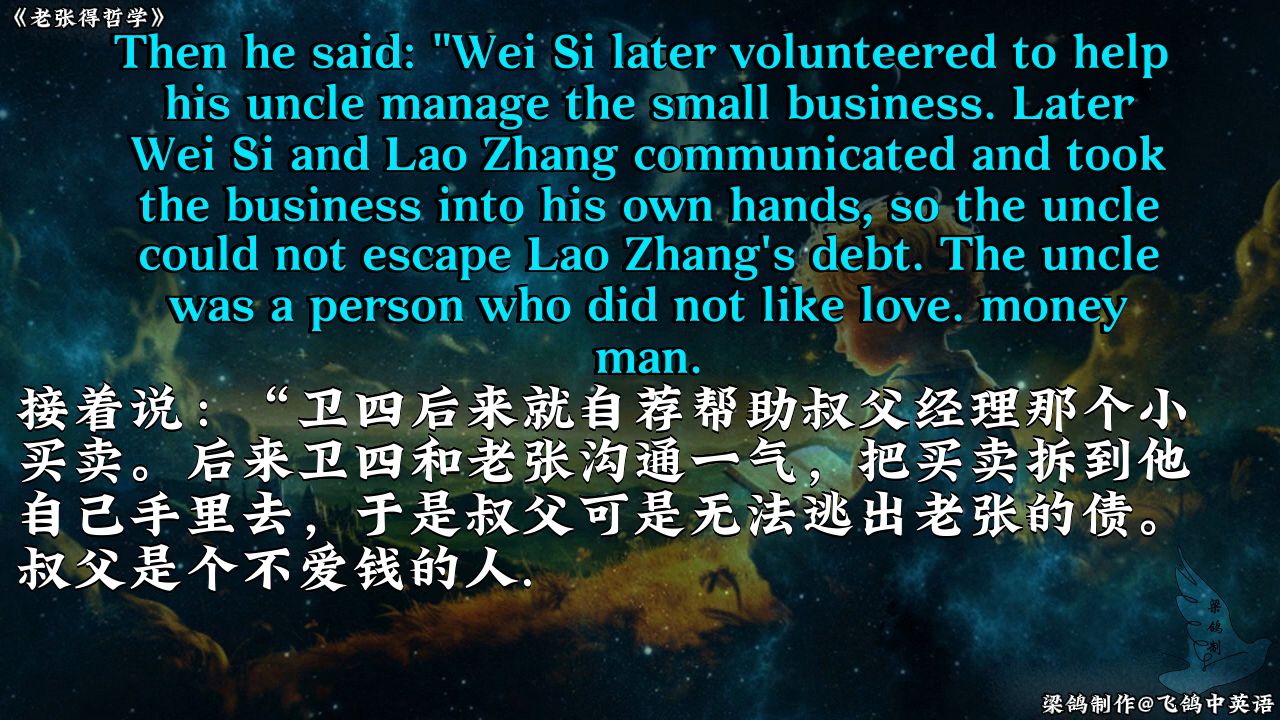 《老张得哲学》
Then he said: "Wei Si later volunteered to help
his uncle manage the small business. Later
Wei Si and Lao Zhang communicated and took
the business into his own hands, so the uncle
could not escape Lao Zhang's debt. The uncle
was a person who did not like love. money
man.
接着说：“卫四后来就自荐帮助叔父经理那个小
买卖。后来卫四和老张沟通一气，把买卖拆到他
自己手里去，于是叔父可是无法逃出老张的债。
叔父是个不爱钱的人.
梁鸽制
梁鸽制作@飞鸽中英语